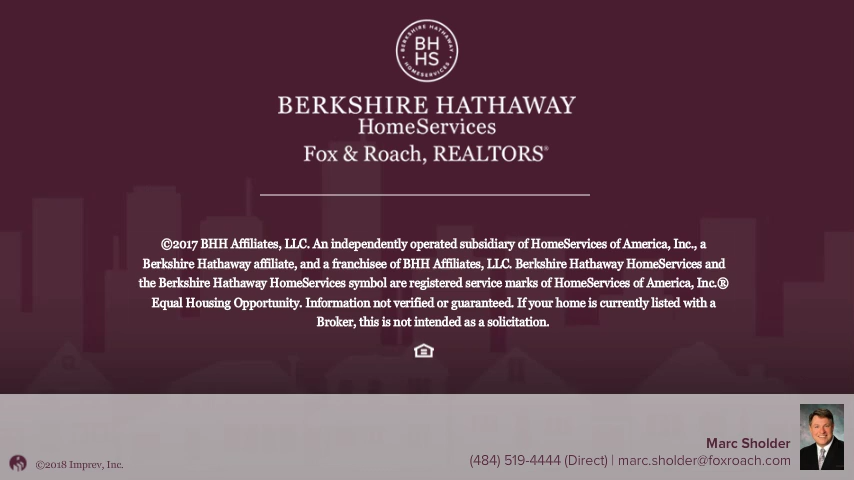 BERKSHIRE HATHAWAY
HOMESERVICES
BH
HS
BERKSHIRE HATHAWAY
HomeServices
Fox & Roach, REALTORS®
©2017 BHH Affiliates, LLC. An independently operated subsidiary of HomeServices of America, Inc., a
Berkshire Hathaway affiliate, and a franchisee of BHH Affiliates, LLC. Berkshire Hathaway HomeServices and
the Berkshire Hathaway HomeServices symbol are registered service marks of HomeServices of America, Inc.®
Equal Housing Opportunity. Information not verified or guaranteed. If your home is currently listed with a
Broker, this is not intended as a solicitation.
Marc Sholder
(484) 519-4444 (Direct) | marc.sholder@foxroach.com
©2018 Imprev, Inc.